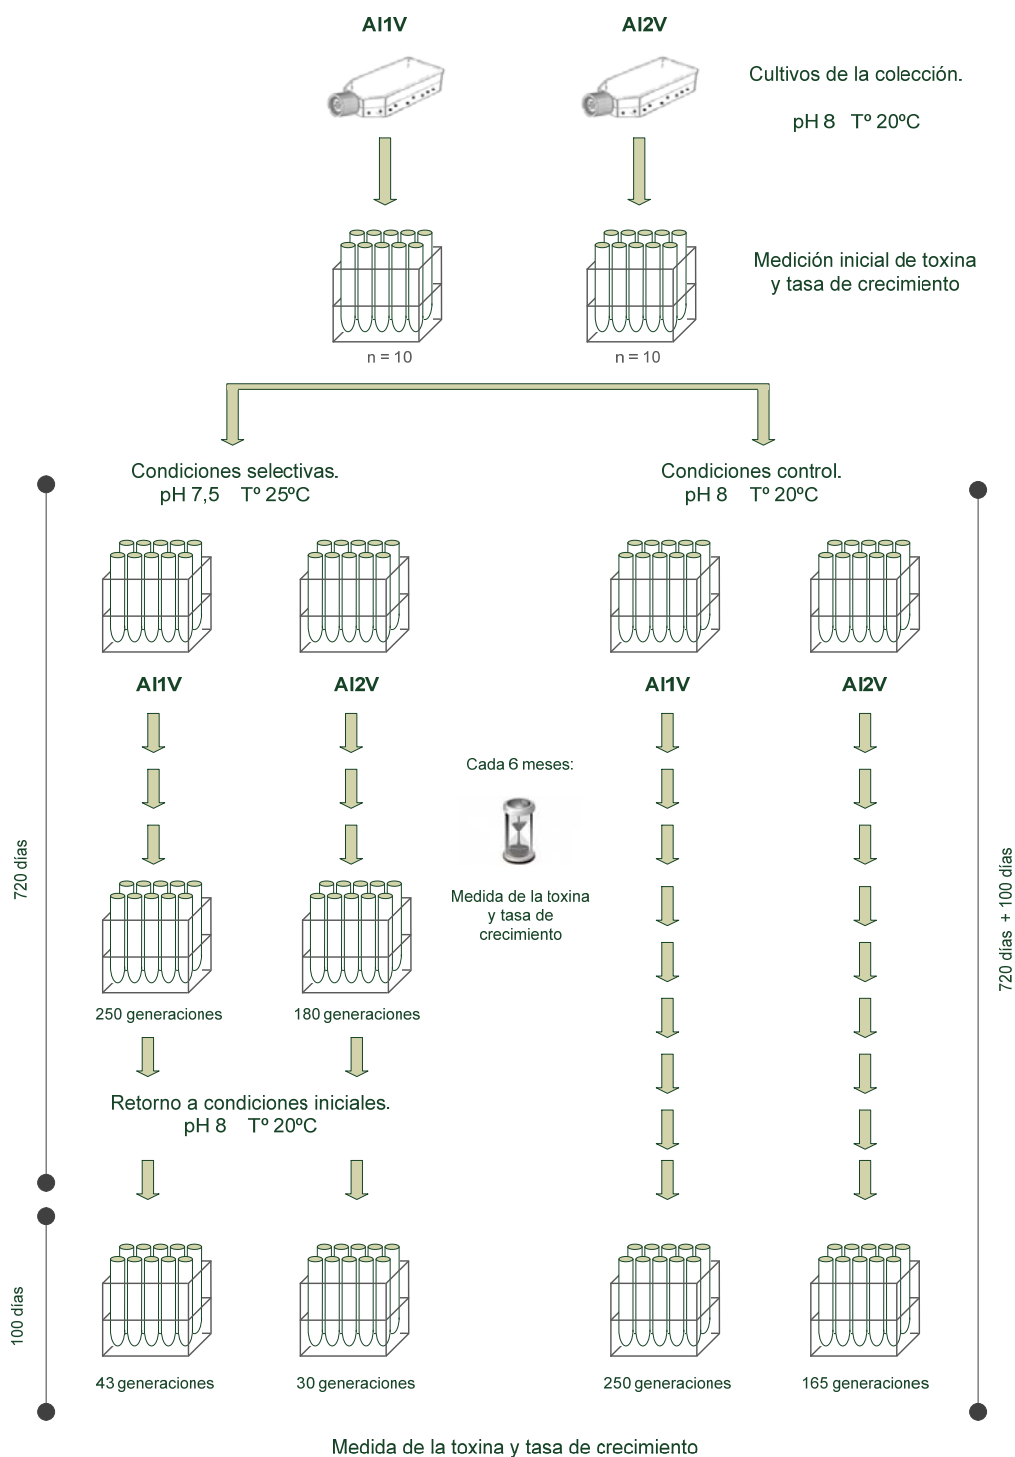 AI1V
AI2V
Cultivos de la colección.
pH 8 Tº 20ºC
Medición inicial de toxina
y tasa de crecimiento
n = 10
n = 10
Condiciones selectivas.
pH 7,5 Tº 25ºC
Condiciones control.
pH 8 Tº 20ºC
AI1V
AI2V
AI1V
AI2V
Cada 6 meses:
Medida de la toxina
y tasa de
crecimiento
720 días
720 días + 100 días
250 generaciones
180 generaciones
Retorno a condiciones iniciales.
pH 8 Tº 20ºC
100 días
43 generaciones
30 generaciones
250 generaciones
165 generaciones
Medida de la toxina y tasa de crecimiento